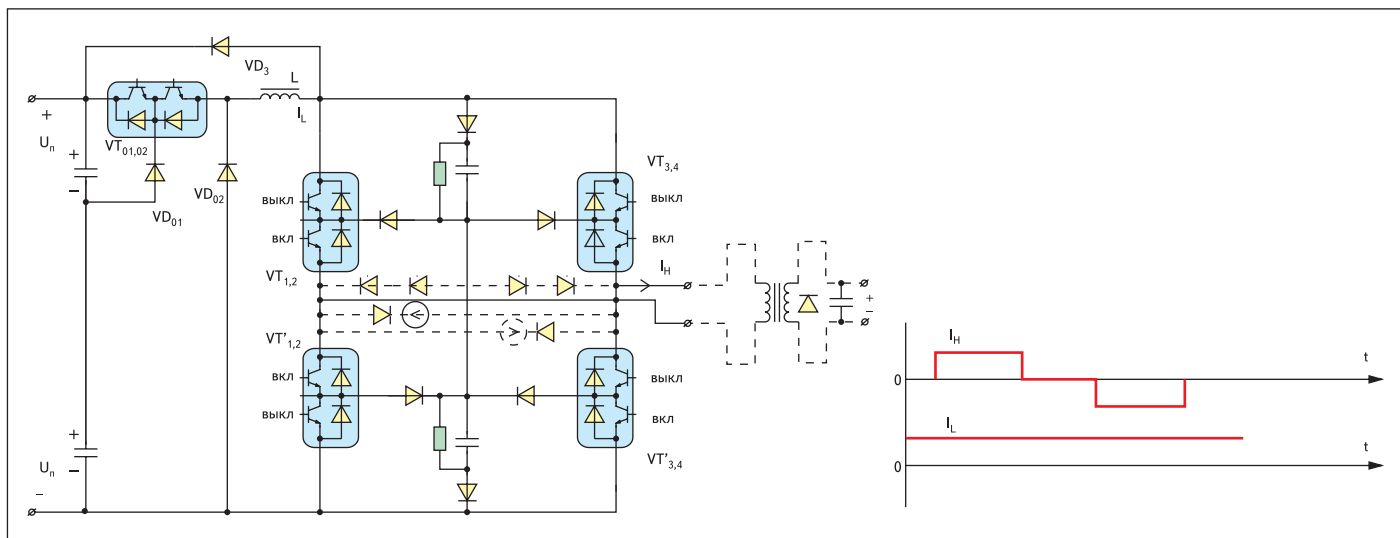 VD3
L
IL
+
Uп
+
−
VT01,02
VD01
VD02
VT3,4
выкл
вкл
выкл
вкл
VT1,2
IН
+
−
VT'1,2
вкл
выкл
выкл
вкл
VT'3,4
+
Uп
−
−
IН
t
0
IL
t
0